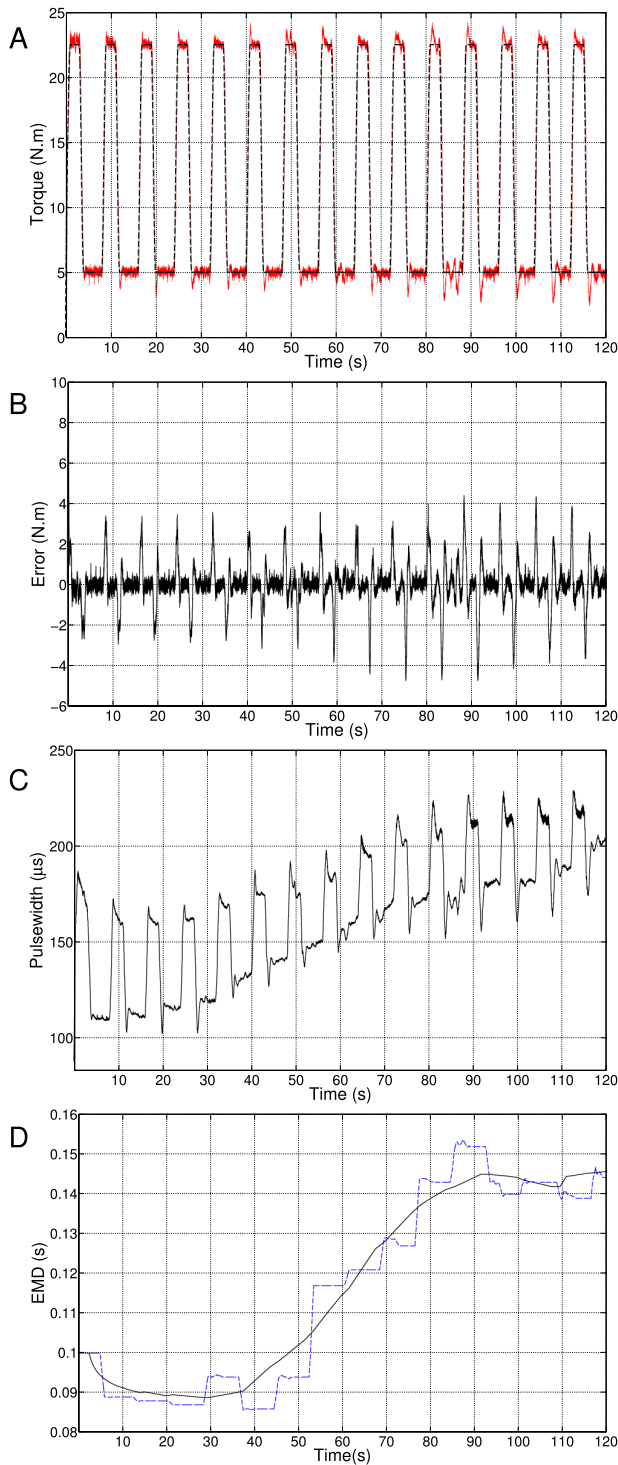 A
25
20
15
10
5
0
Torque (N.m)
10 20 30 40 50 60 70 80 90 100 110 120
Time (s)
B
10
8
6
4
2
0
−2
−4
−6
Error (N.m)
10 20 30 40 50 60 70 80 90 100 110 120
Time (s)
C
250
200
150
100
Pulsewidth (µs)
10 20 30 40 50 60 70 80 90 100 110 120
Time (s)
D
0.16
0.15
0.14
0.13
0.12
0.11
0.1
0.09
0.08
EMD (s)
10 20 30 40 50 60 70 80 90 100 110 120
Time(s)